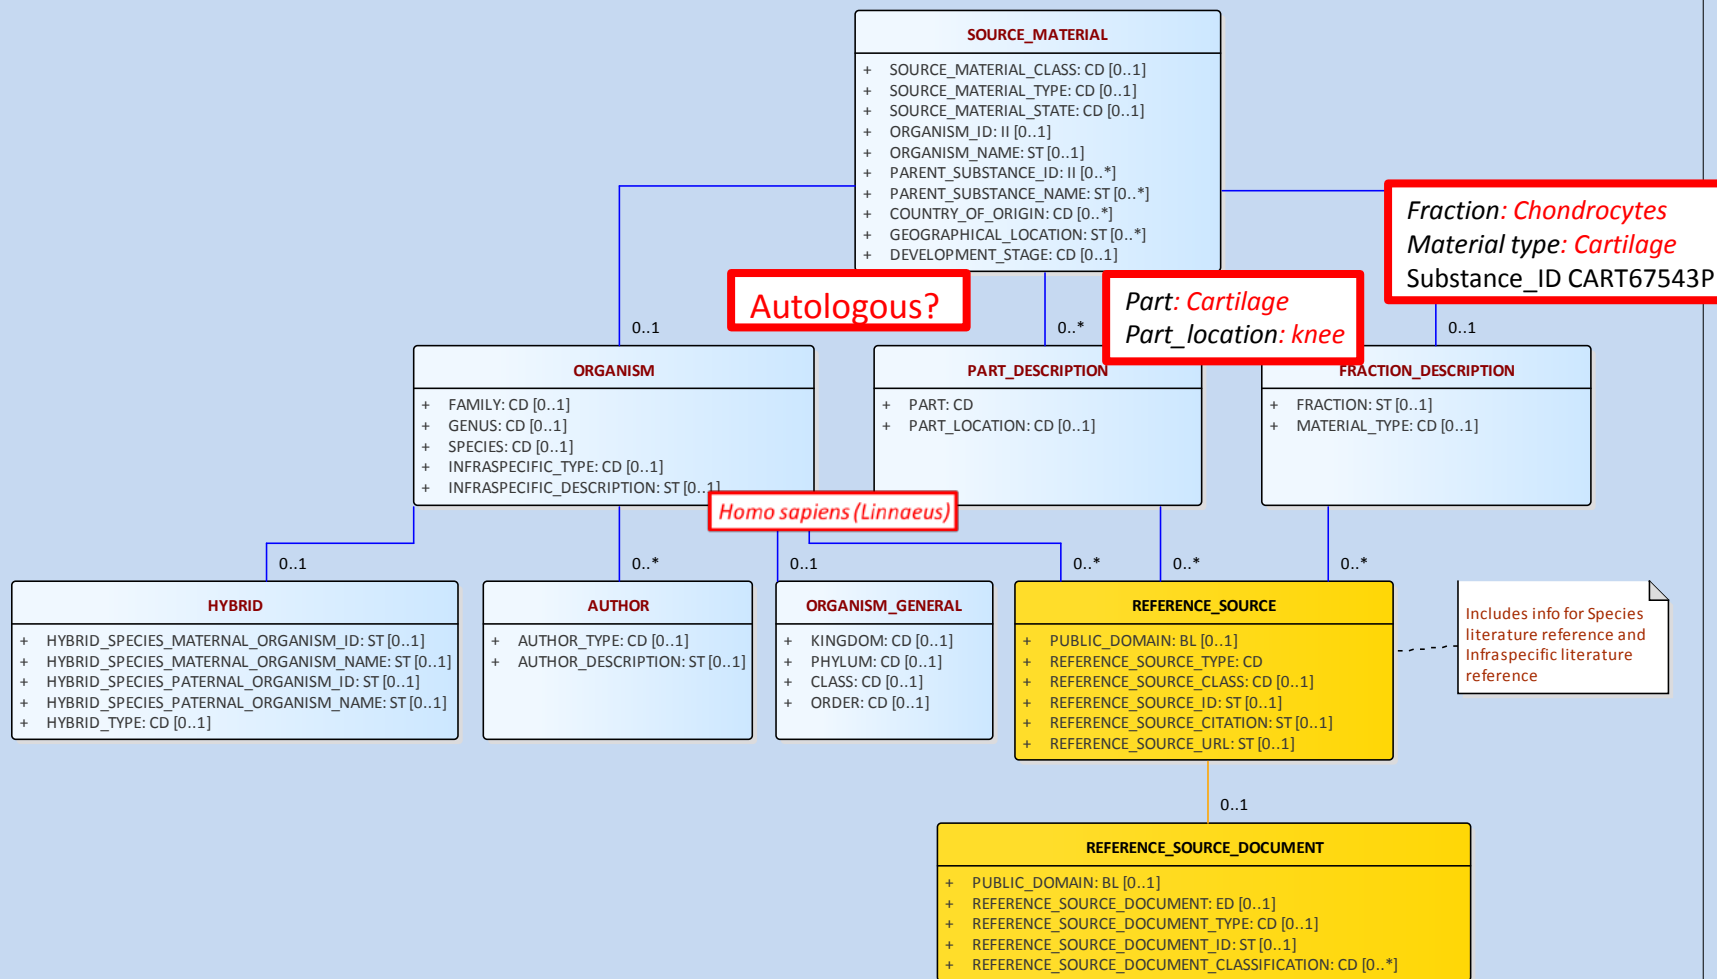 SOURCE_MATERIAL
+ SOURCE_MATERIAL_CLASS: CD [0..1]
+ SOURCE_MATERIAL_TYPE: CD [0..1]
+ SOURCE_MATERIAL_STATE: CD [0..1]
+ ORGANISM_ID: II [0..1]
+ ORGANISM_NAME: ST [0..1]
+ PARENT_SUBSTANCE_ID: II [0..*]
+ PARENT_SUBSTANCE_NAME: ST [0..*]
+ COUNTRY_OF_ORIGIN: CD [0..*]
+ GEOGRAPHICAL_LOCATION: ST [0..*]
+ DEVELOPMENT_STAGE: CD [0..1]
Fraction: Chondrocytes
Material type: Cartilage
Substance_ID CART67543P
Autologous?
Part: Cartilage
Part_location: knee
0..1
0..*
0..1
ORGANISM
+ FAMILY: CD [0..1]
+ GENUS: CD [0..1]
+ SPECIES: CD [0..1]
+ INFRASPECIFIC_TYPE: CD [0..1]
+ INFRASPECIFIC_DESCRIPTION: ST [0..1]
PART_DESCRIPTION
+ PART: CD
+ PART_LOCATION: CD [0..1]
FRACTION_DESCRIPTION
+ FRACTION: ST [0..1]
+ MATERIAL_TYPE: CD [0..1]
Homo sapiens (Linnaeus)
0..1
0..*
0..1
0..*
0..*
0..*
HYBRID
+ HYBRID_SPECIES_MATERNAL_ORGANISM_ID: ST [0..1]
+ HYBRID_SPECIES_MATERNAL_ORGANISM_NAME: ST [0..1]
+ HYBRID_SPECIES_PATERNAL_ORGANISM_ID: ST [0..1]
+ HYBRID_SPECIES_PATERNAL_ORGANISM_NAME: ST [0..1]
+ HYBRID_TYPE: CD [0..1]
AUTHOR
+ AUTHOR_TYPE: CD [0..1]
+ AUTHOR_DESCRIPTION: ST [0..1]
ORGANISM_GENERAL
+ KINGDOM: CD [0..1]
+ PHYLUM: CD [0..1]
+ CLASS: CD [0..1]
+ ORDER: CD [0..1]
REFERENCE_SOURCE
+ PUBLIC_DOMAIN: BL [0..1]
+ REFERENCE_SOURCE_TYPE: CD
+ REFERENCE_SOURCE_CLASS: CD [0..1]
+ REFERENCE_SOURCE_ID: ST [0..1]
+ REFERENCE_SOURCE_CITATION: ST [0..1]
+ REFERENCE_SOURCE_URL: ST [0..1]
Includes info for Species
literature reference and
Infraspecific literature
reference
0..1
REFERENCE_SOURCE_DOCUMENT
+ PUBLIC_DOMAIN: BL [0..1]
+ REFERENCE_SOURCE_DOCUMENT: ED [0..1]
+ REFERENCE_SOURCE_DOCUMENT_TYPE: CD [0..1]
+ REFERENCE_SOURCE_DOCUMENT_ID: ST [0..1]
+ REFERENCE_SOURCE_DOCUMENT_CLASSIFICATION: CD [0..*]